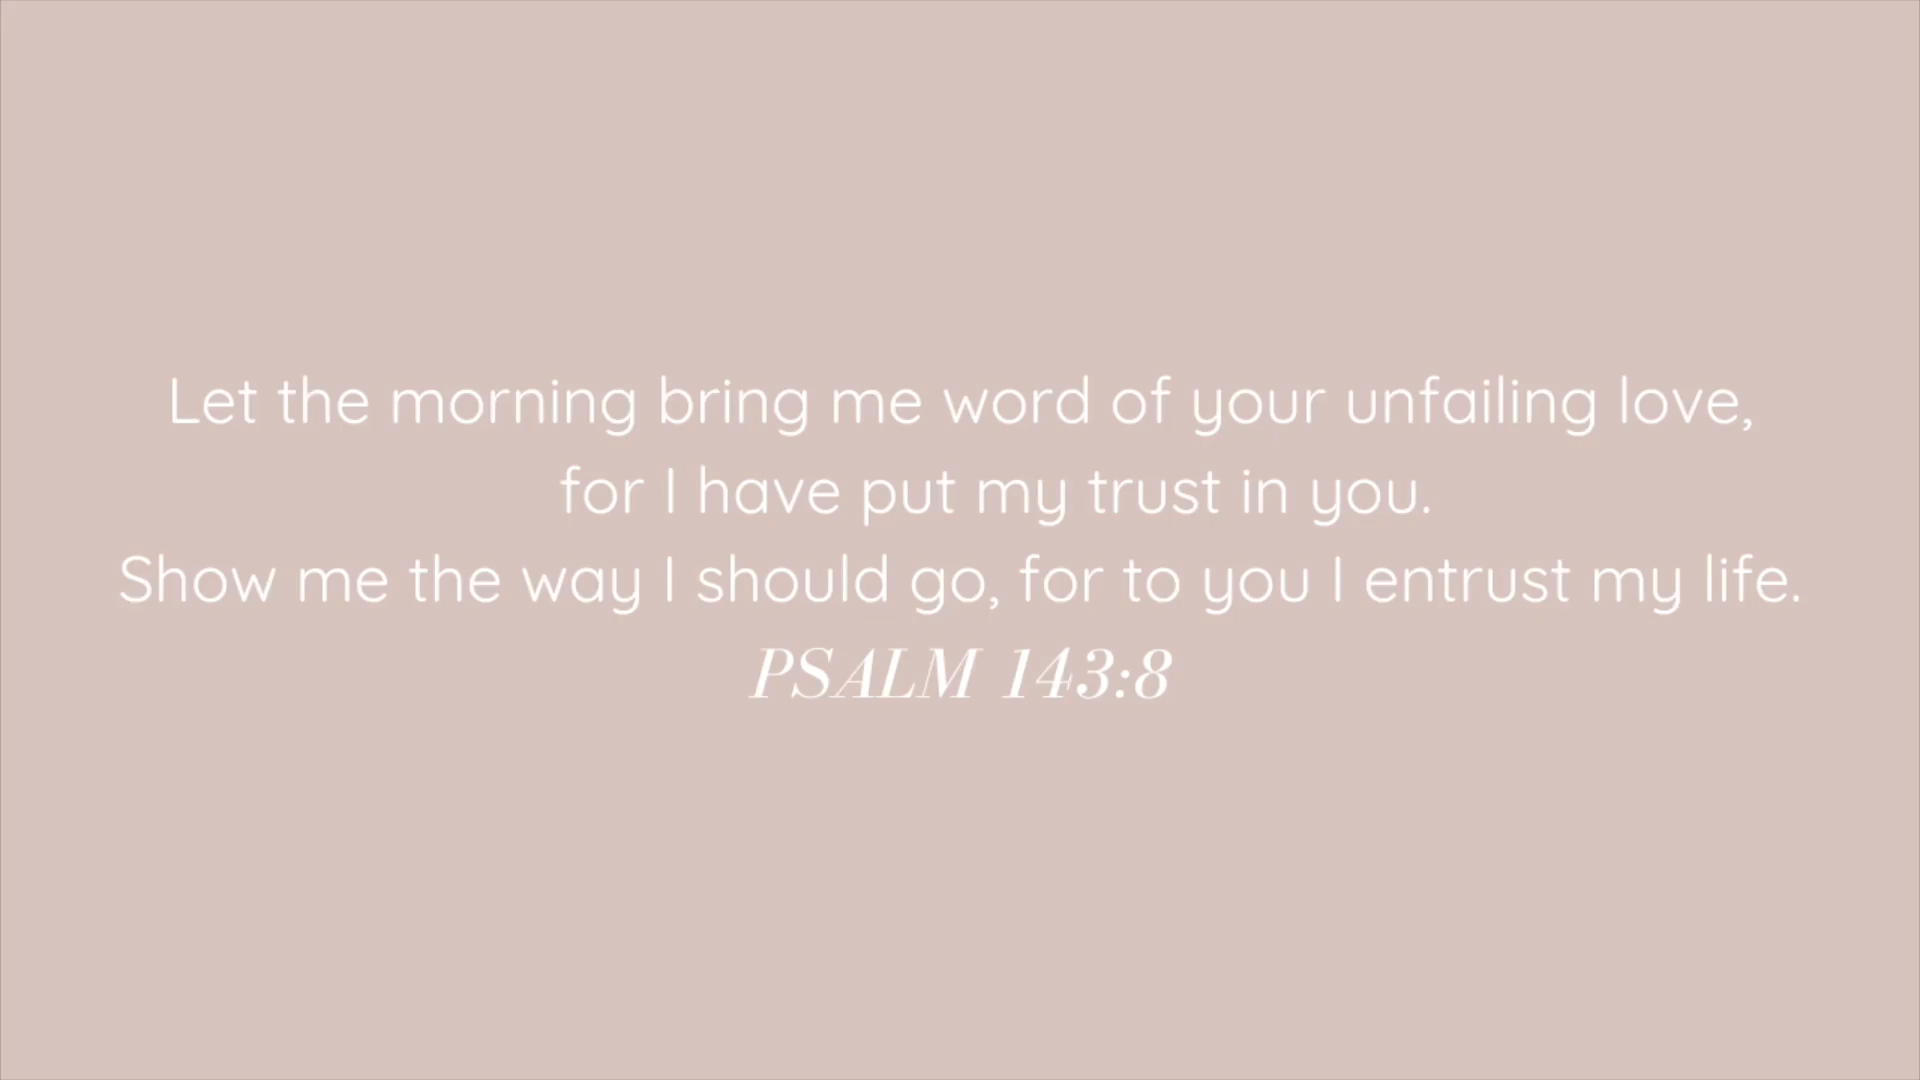 Let the morning bring me word of your unfailing love,
for I have put my trust in you.
Show me the way I should go, for to you I entrust my life.
PSALM 143:8